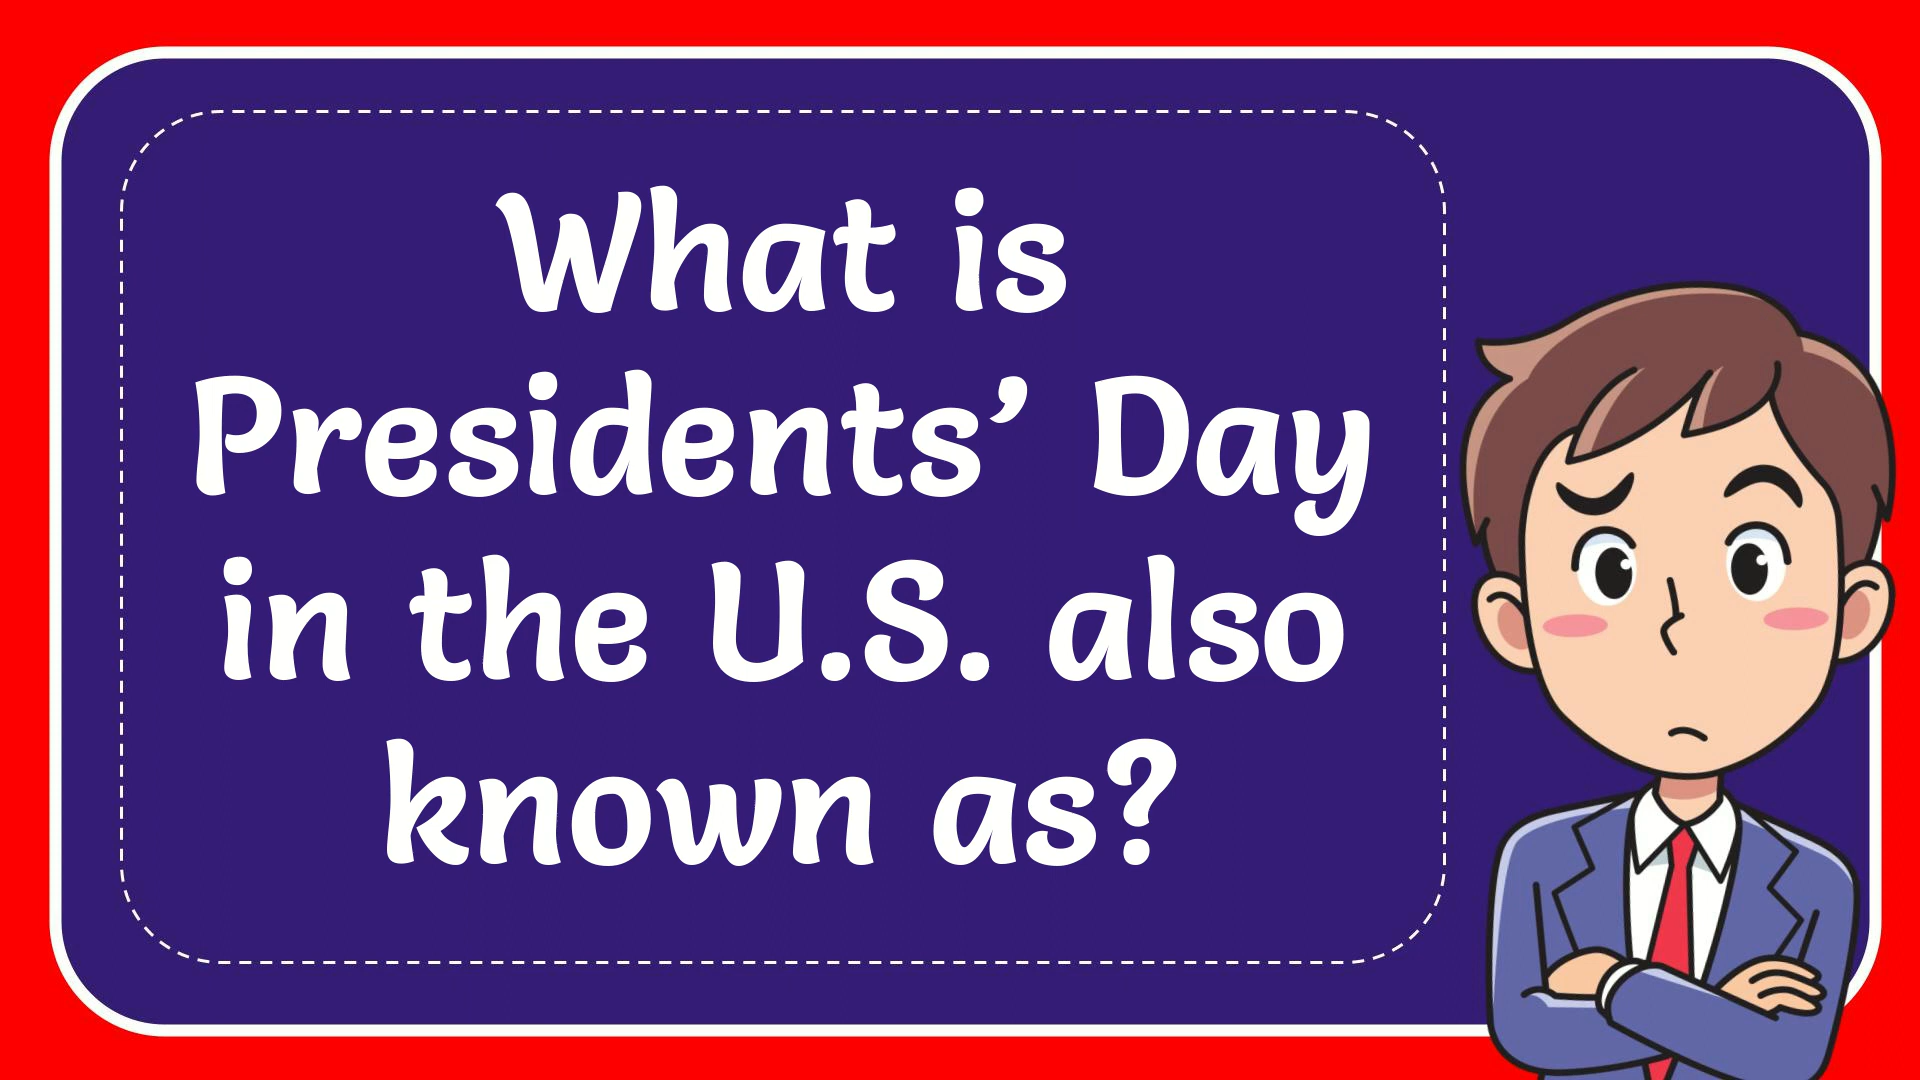 What is
Presidents’ Day
in the U.S. also
known as?